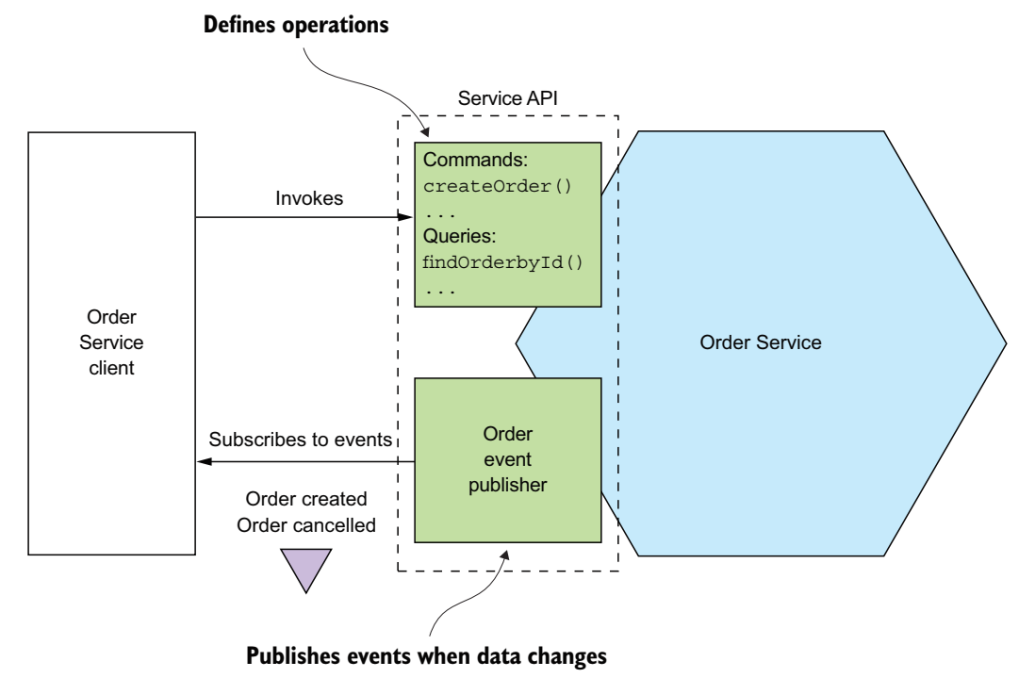 Defines operations
Service API
Commands:
createOrder()
...
Queries:
findOrderbyId()
...
Invokes
Order
Service
client
Order Service
Subscribes to events
Order
event
publisher
Order created
Order cancelled
Publishes events when data changes